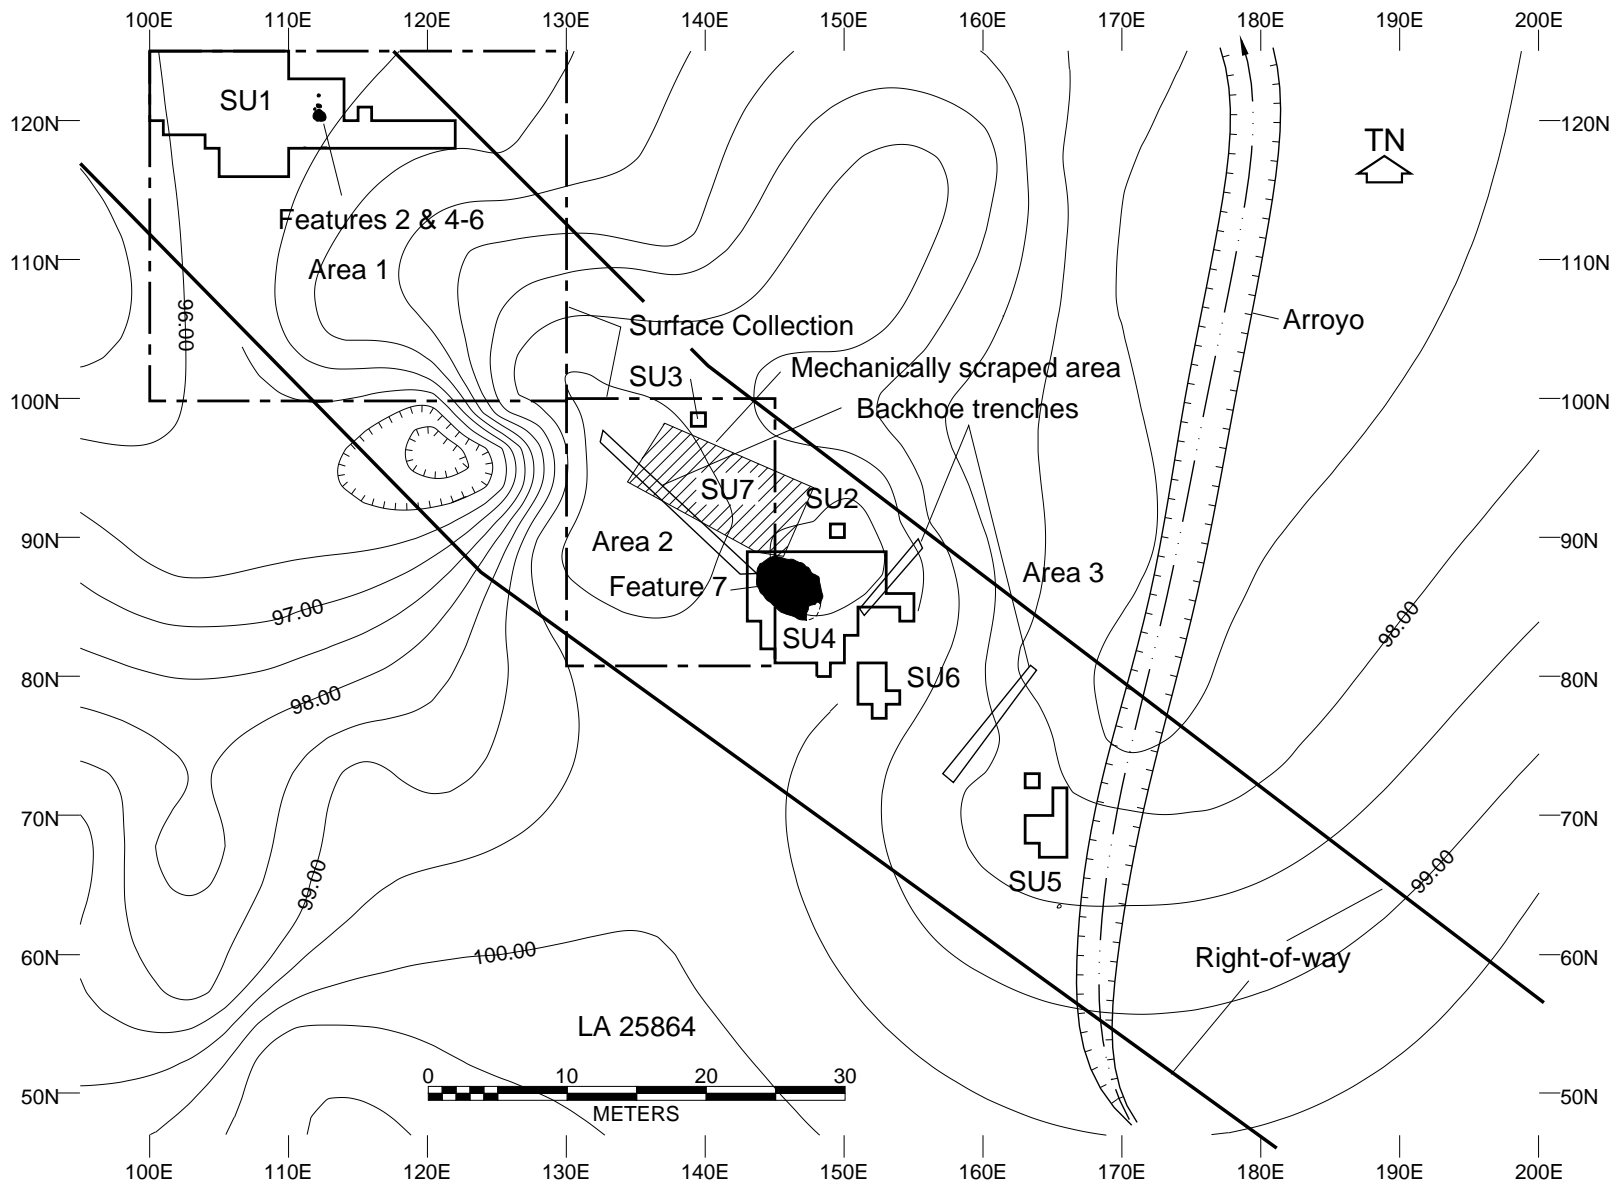 100E 110E 120E 130E 140E 150E 160E 170E 180E 190E 200E
SU1
120N 120N
TN
Features 2 & 4-6
110N 110N
Area 1
96.00
Surface Collection
Arroyo
SU3
Mechanically scraped area
100N 100N
Backhoe trenches
SU7
SU2
90N 90N
Area 2
Area 3
Feature 7
97.00
98.00
SU4
80N 80N
SU6
98.00
70N 70N
99.00
SU5
99.00
100.00
60N 60N
Right-of-way
LA 25864
0 10 20 30
50N 50N
METERS
100E 110E 120E 130E 140E 150E 160E 170E 180E 190E 200E